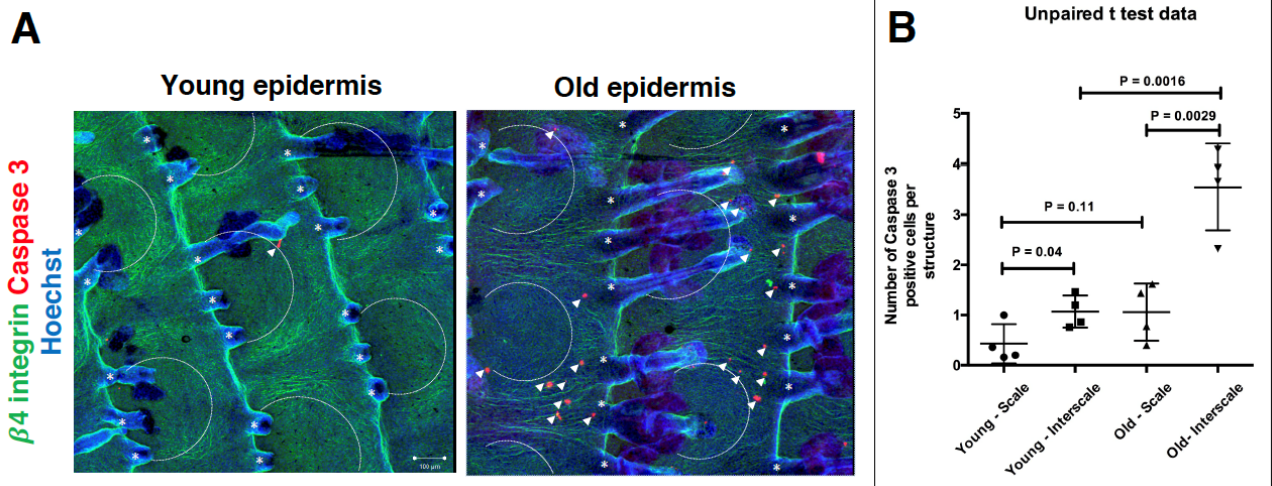 A
Young epidermis
Old epidermis
β4 integrin Caspase 3
Hoechst
100 µm
B
Unpaired t test data
P = 0.0016
P = 0.0029
P = 0.11
P = 0.04
Number of Caspase 3
positive cells per
structure
5
4
3
2
1
0
Young - Scale
Young - Interscale
Old - Scale
Old- Interscale